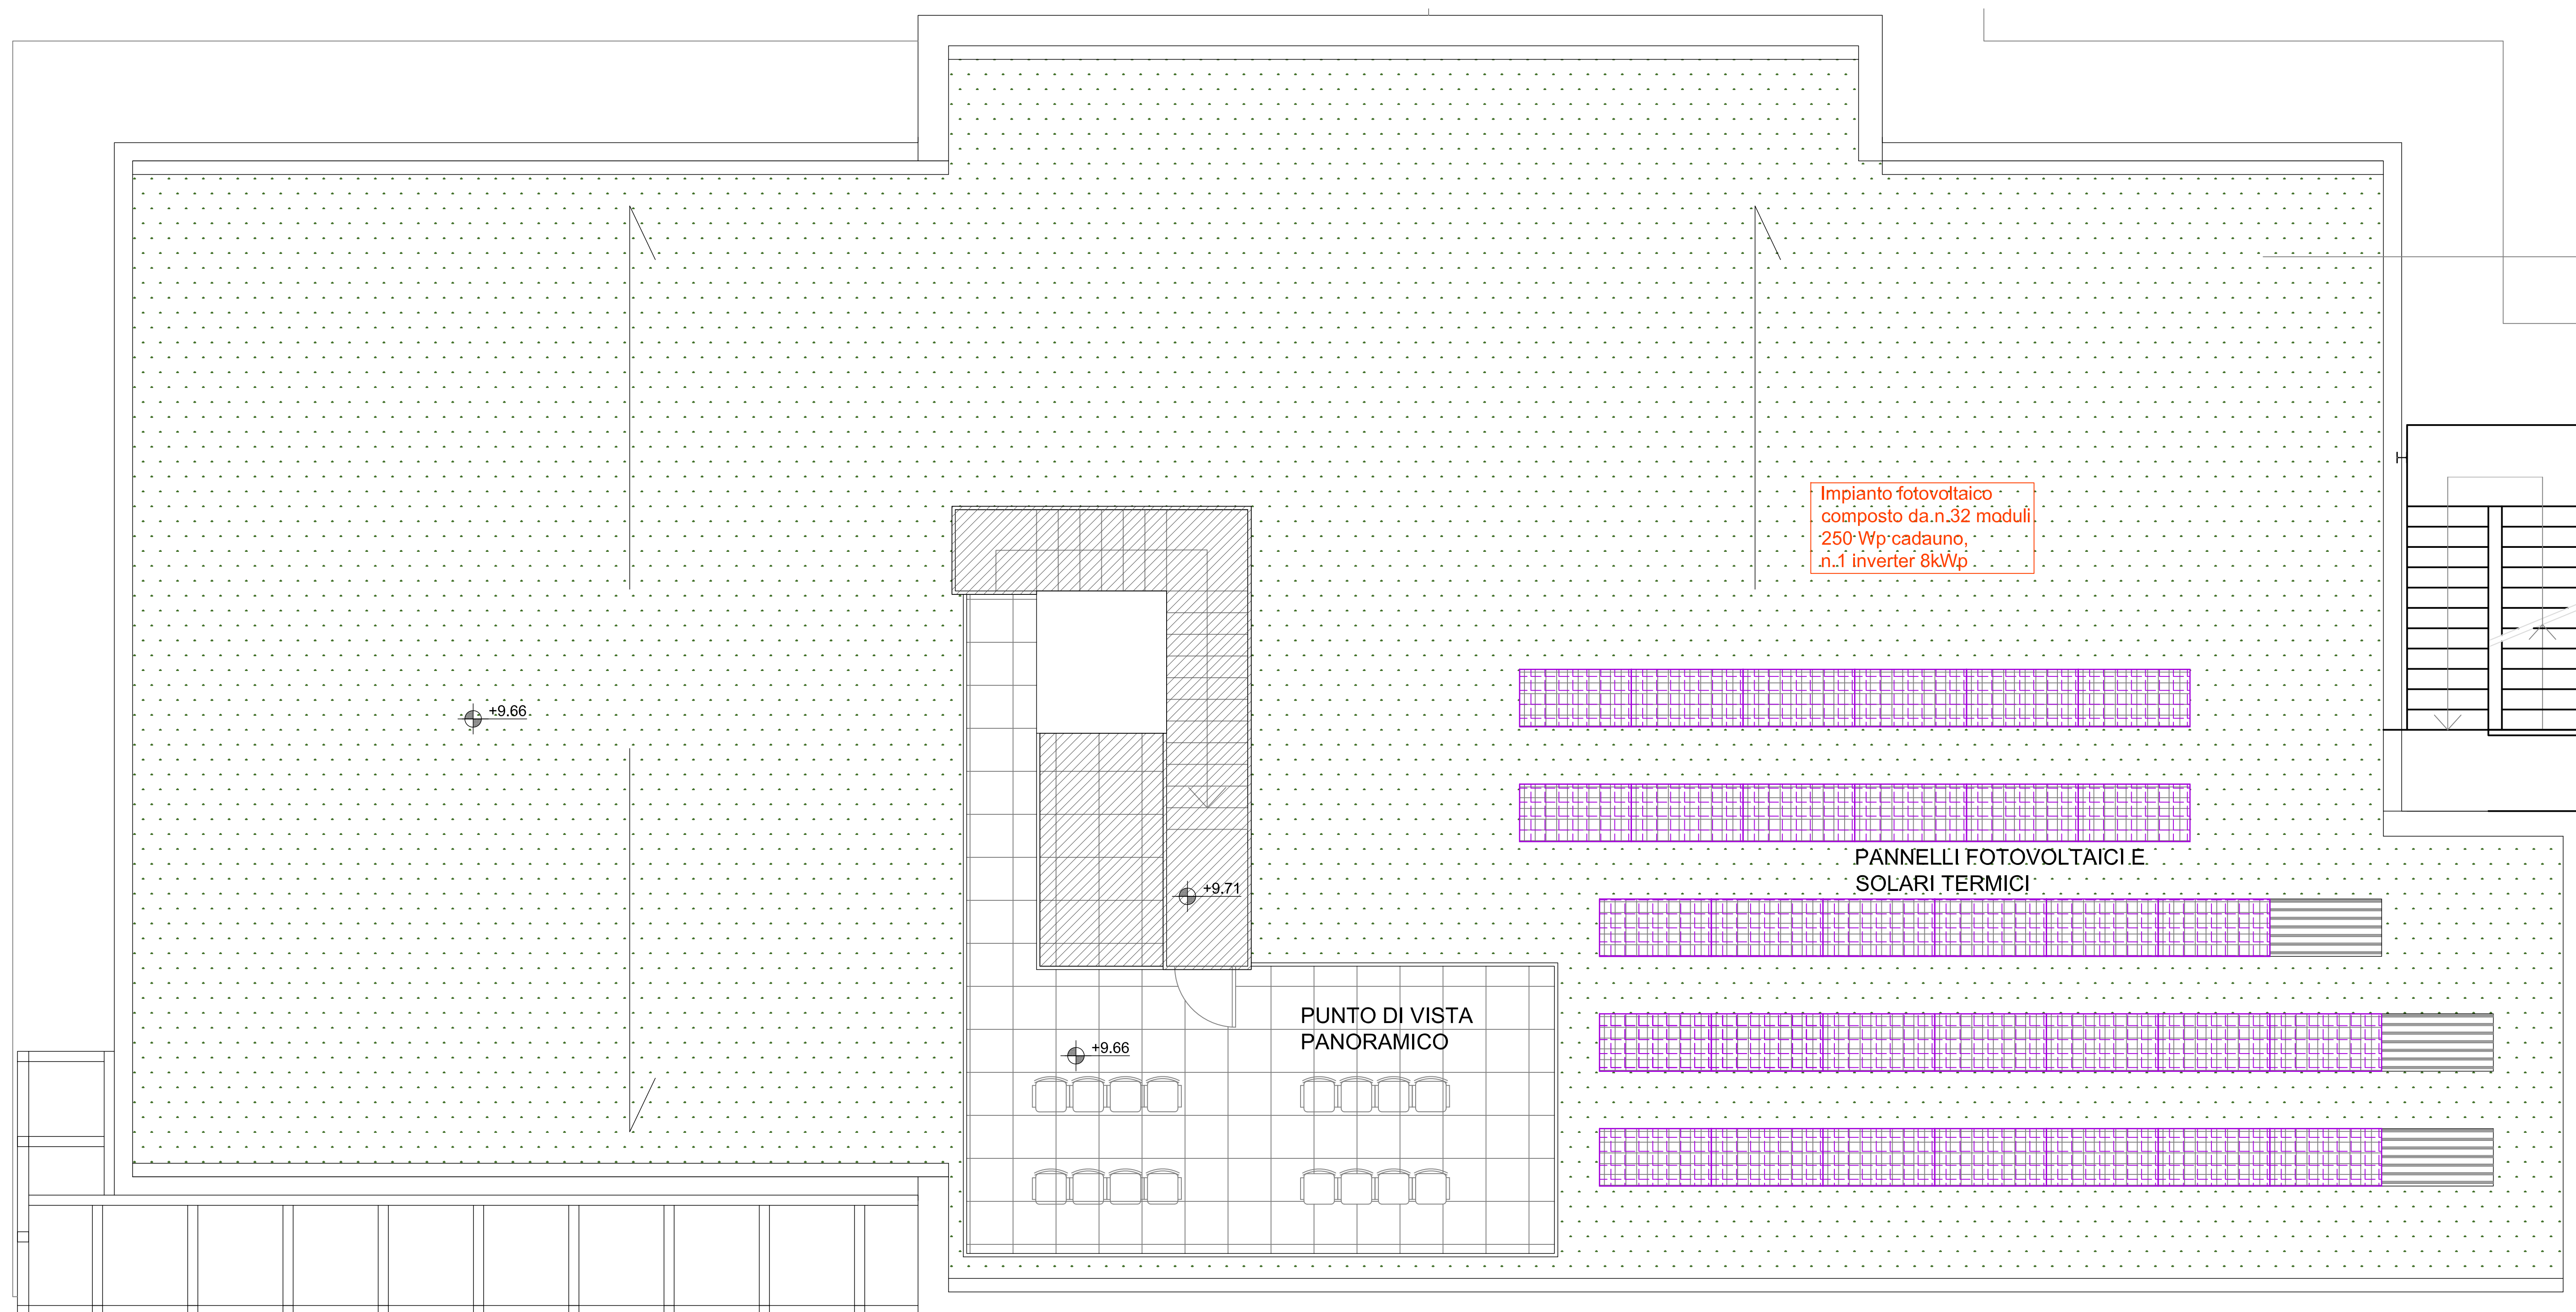 Impianto fotovoltaico
composto da n.32 moduli
250 Wp cadauno,
n.1 inverter 8kWp
+9.66
PANNELLI FOTOVOLTAICI E
SOLARI TERMICI
+9.71
PUNTO DI VISTA
PANORAMICO
+9.66